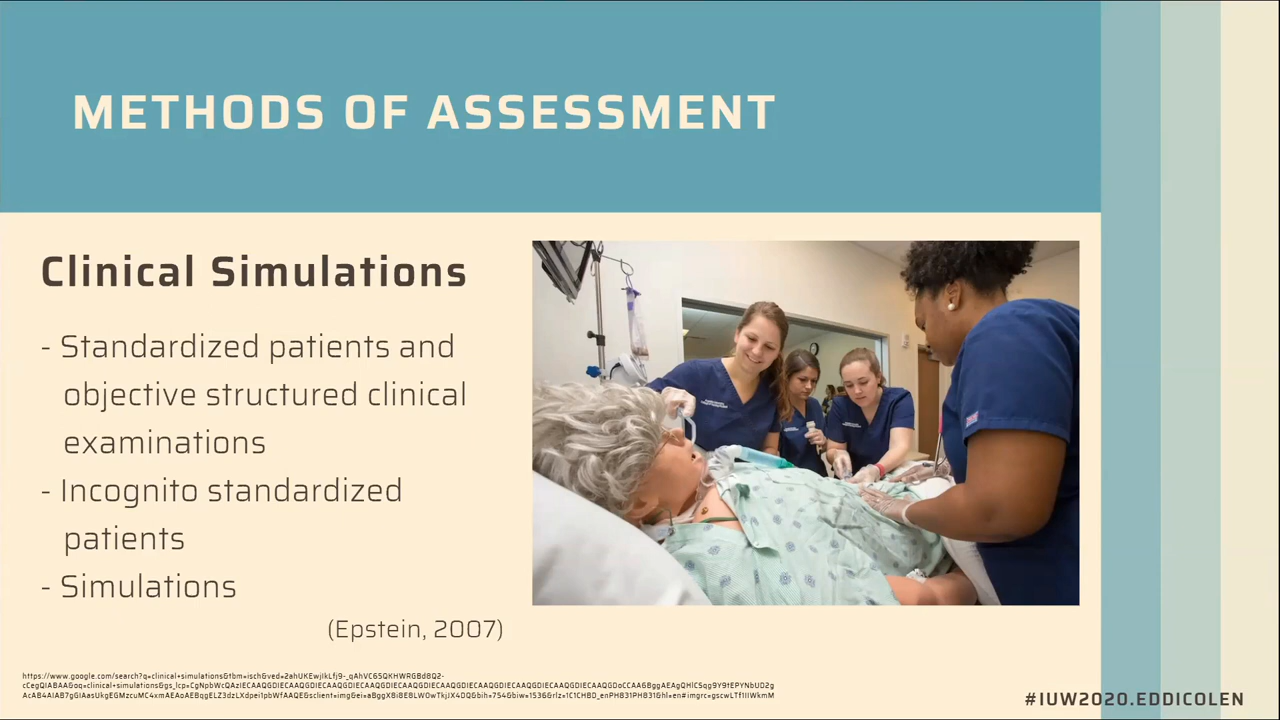 METHODS OF ASSESSMENT
Clinical Simulations
- Standardized patients and
objective structured clinical
examinations
- Incognito standardized
patients
- Simulations
(Epstein, 2007)
#IUW2020.EDDICOLEN